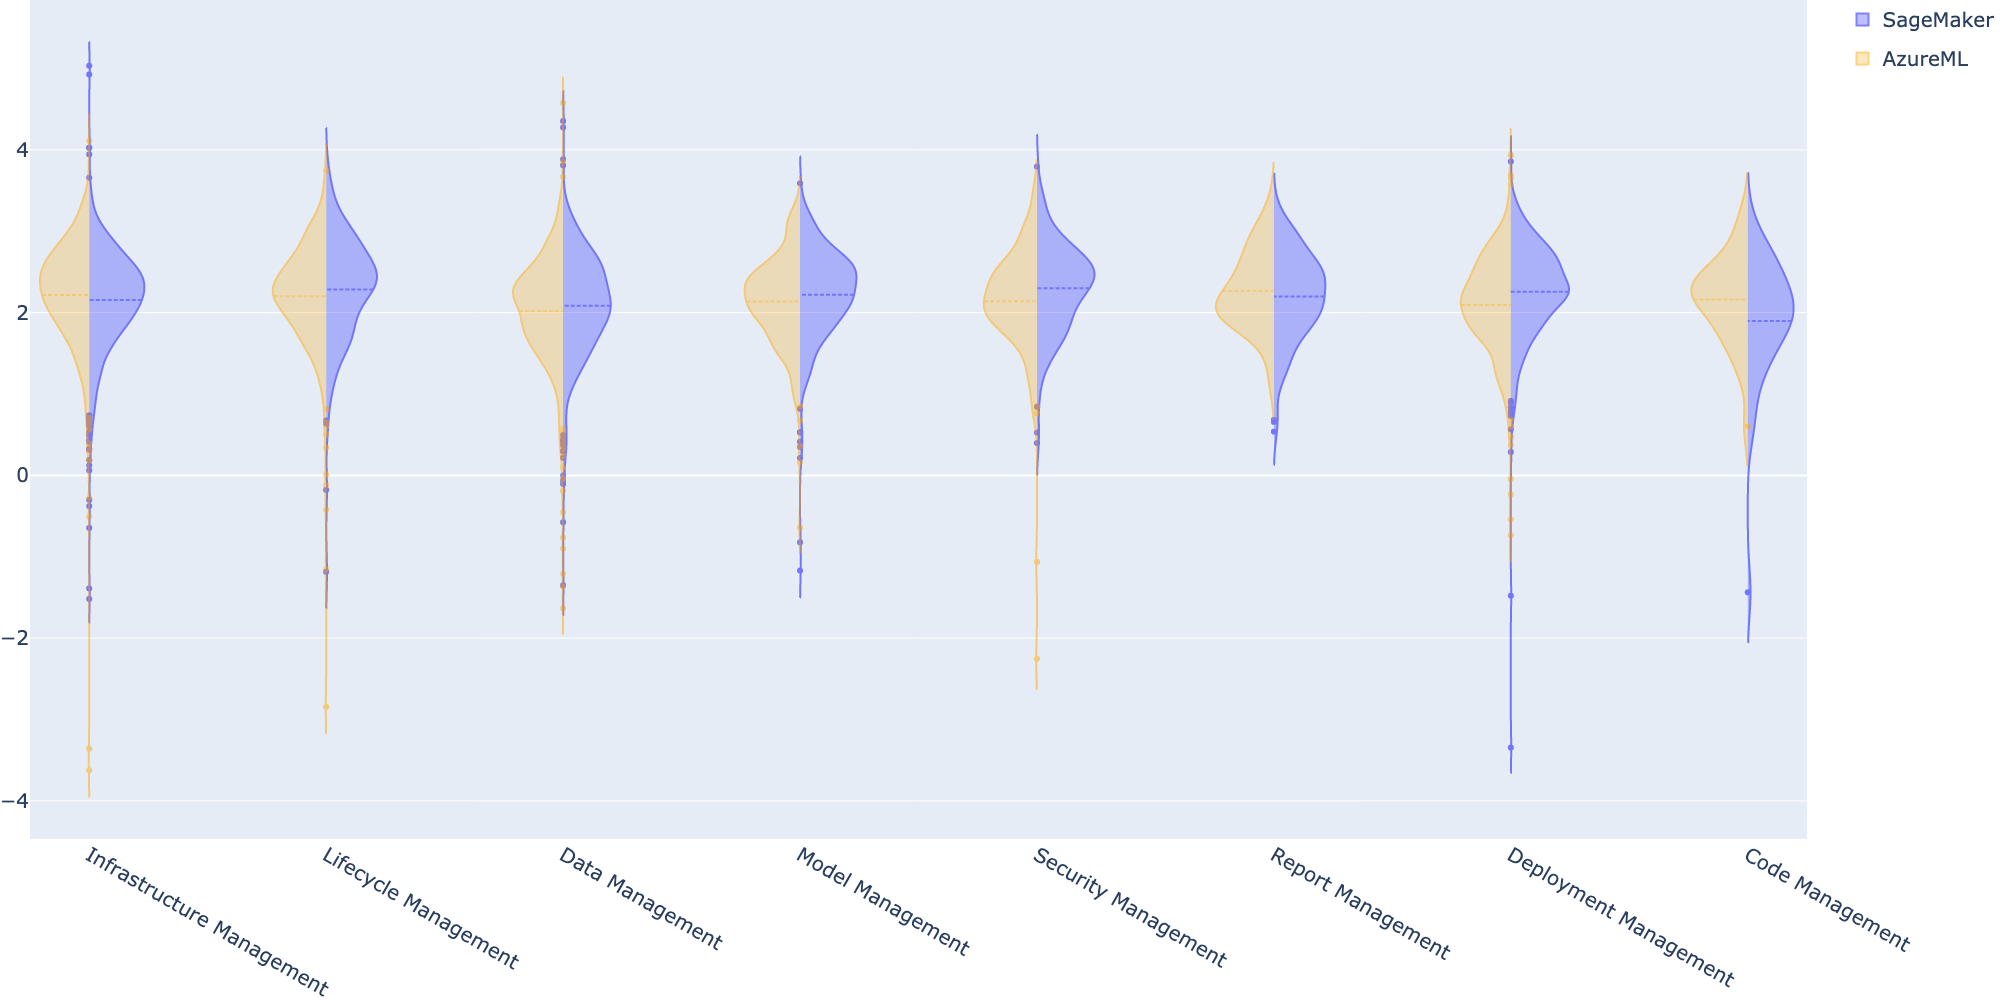 SageMaker
AzureML
4
2
0
−2
−4
Infrastructure Management
Lifecycle Management
Data Management
Model Management
Security Management
Report Management
Deployment Management
Code Management